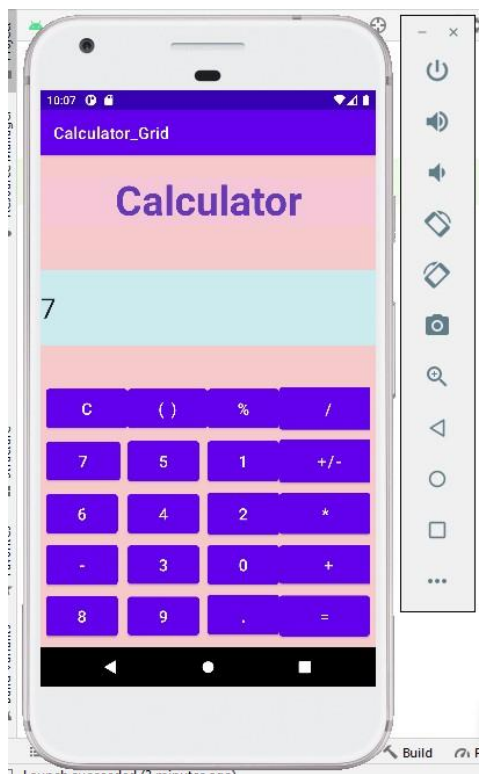 10:07
Calculator_Grid
Calculator
7
C ( ) % /
7 5 1 +/-
6 4 2 *
- 3 0 +
8 9 . =
Build